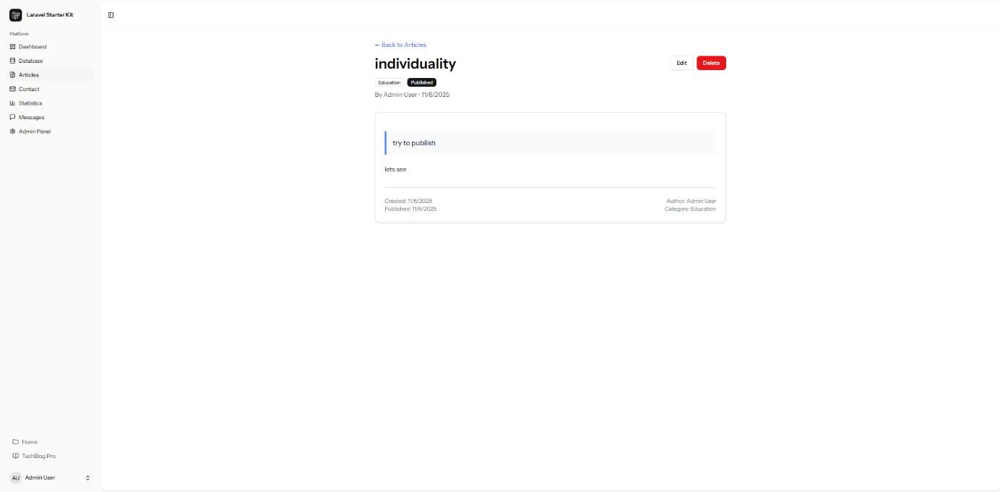 Laravel Starter Kit
Platform
Dashboard
Database
Articles
Contact
Statistics
Messages
Admin Panel
Home
TechBlog Pro
AU Admin User
← Back to Articles
individuality
Edit Delete
Education Published
By Admin User • 11/6/2025
try to publish
lets see
Created: 11/6/2025 Author: Admin User
Published: 11/6/2025 Category: Education